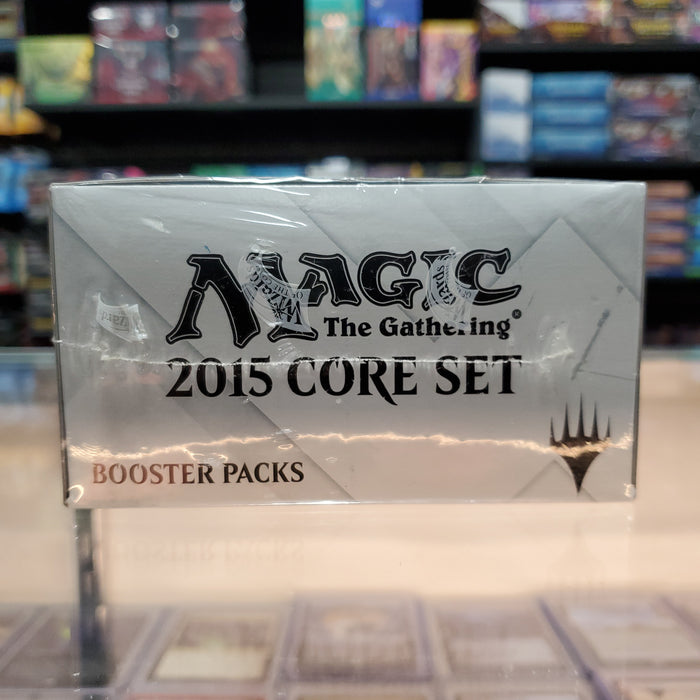 MAGIC
The Gathering®
2015 CORE SET
BOOSTER PACKS